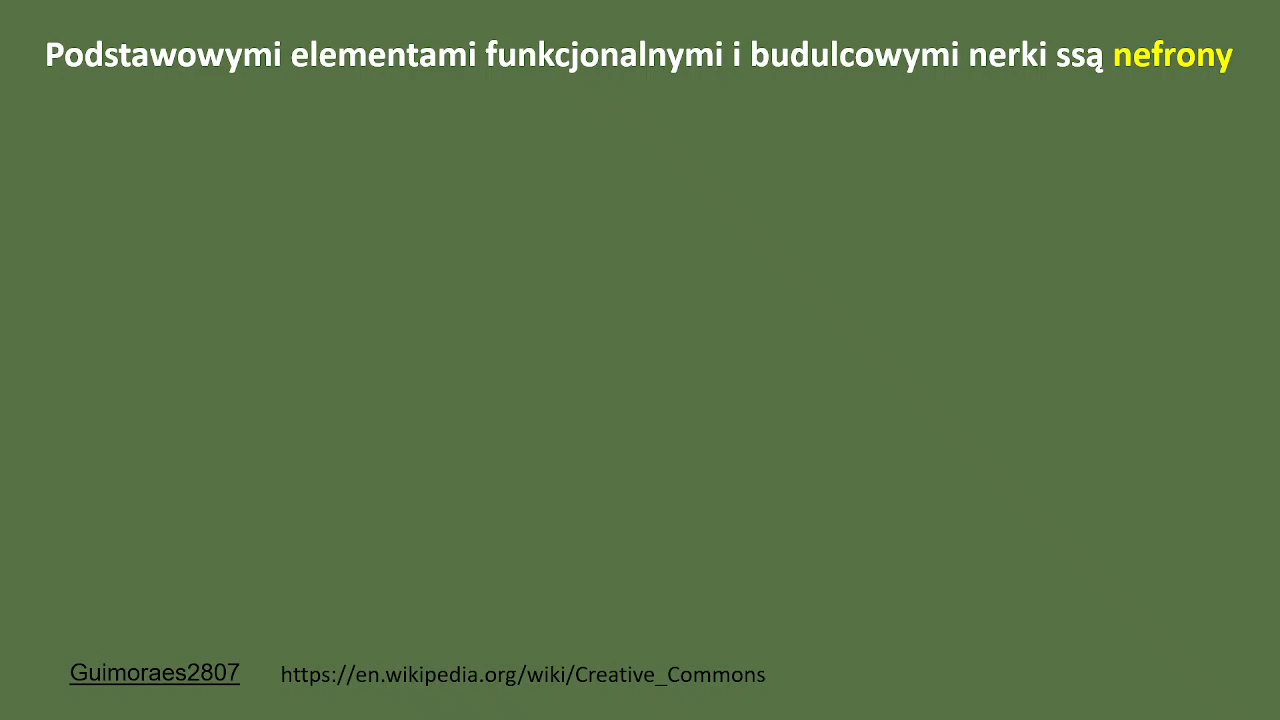 Podstawowymi elementami funkcjonalnymi i budulcowymi nerki ssą nefrony
Guimoraes2807 https://en.wikipedia.org/wiki/Creative_Commons